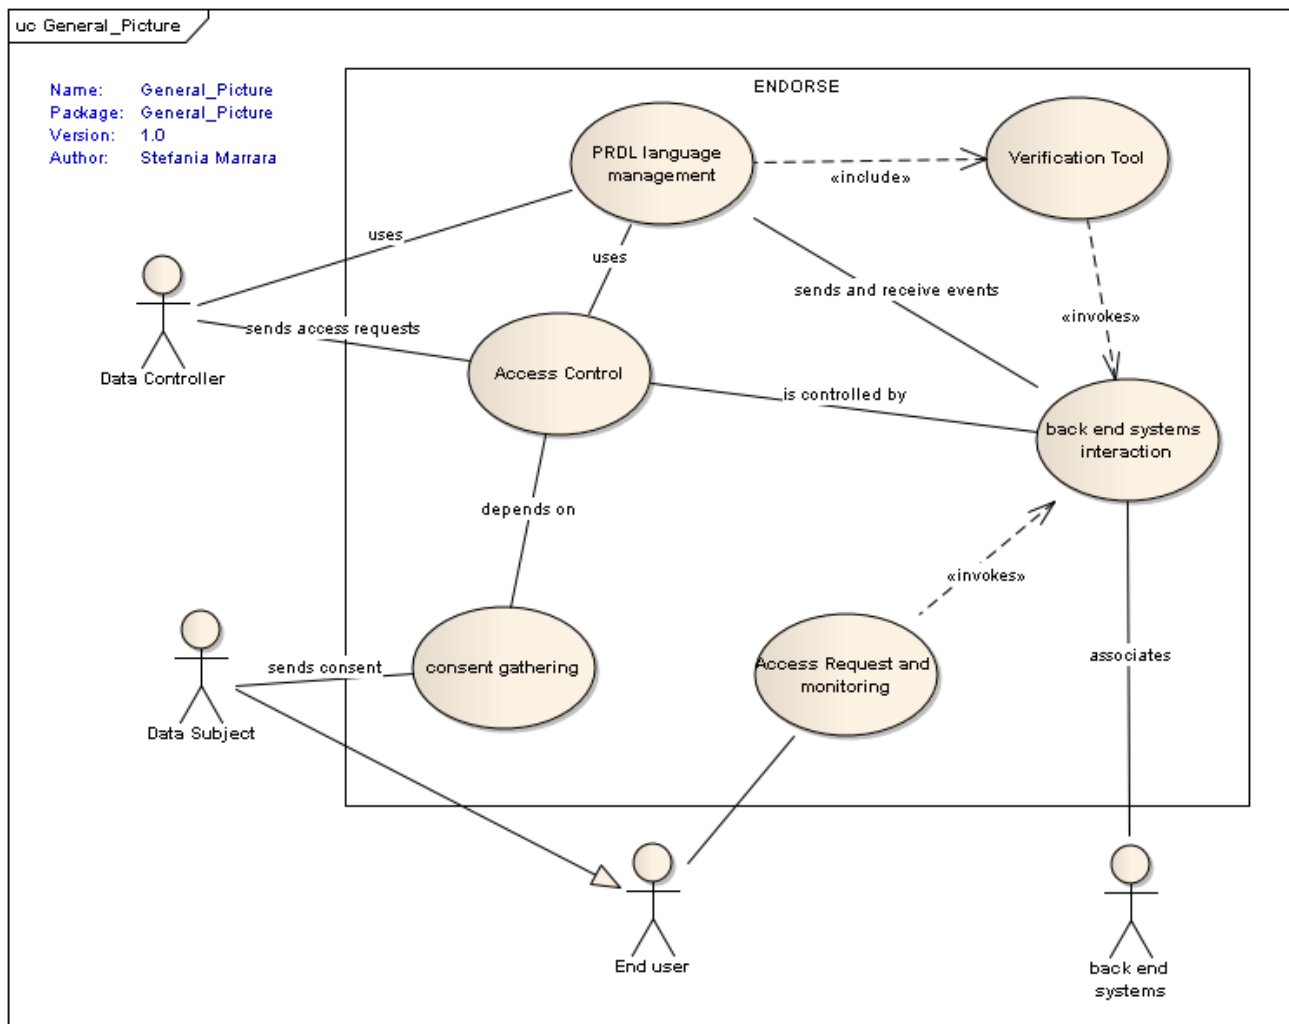 uc General_Picture
Name: General_Picture
Package: General_Picture
Version: 1.0
Author: Stefania Marrara
ENDORSE
PRDL language
management
Verification Tool
«include»
uses
uses
sends and receive events
«invokes»
sends access requests
Data Controller
Access Control
is controlled by
back end systems
interaction
depends on
«invokes»
sends consent
consent gathering
Access Request and
monitoring
associates
Data Subject
End user
back end
systems